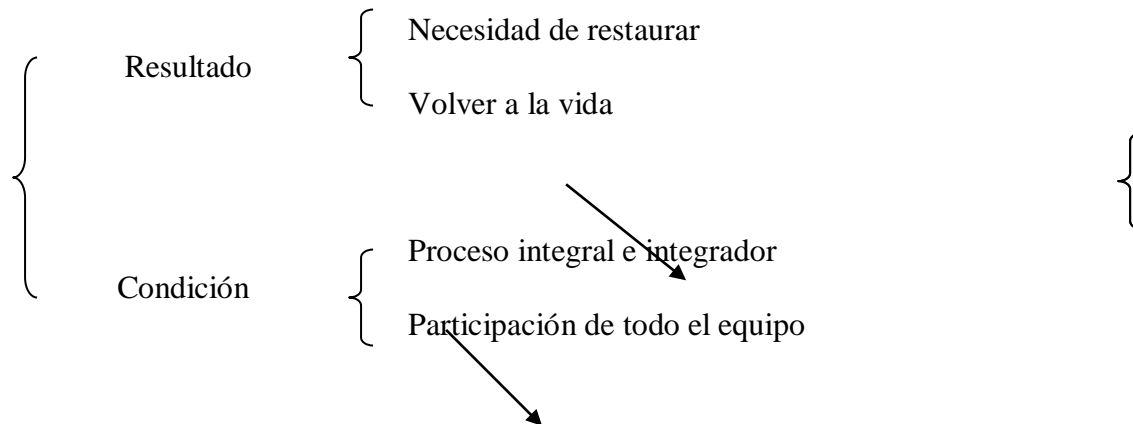 Necesidad de restaurar
Resultado
Volver a la vida
Proceso integral e integrador
Condición
Participación de todo el equipo